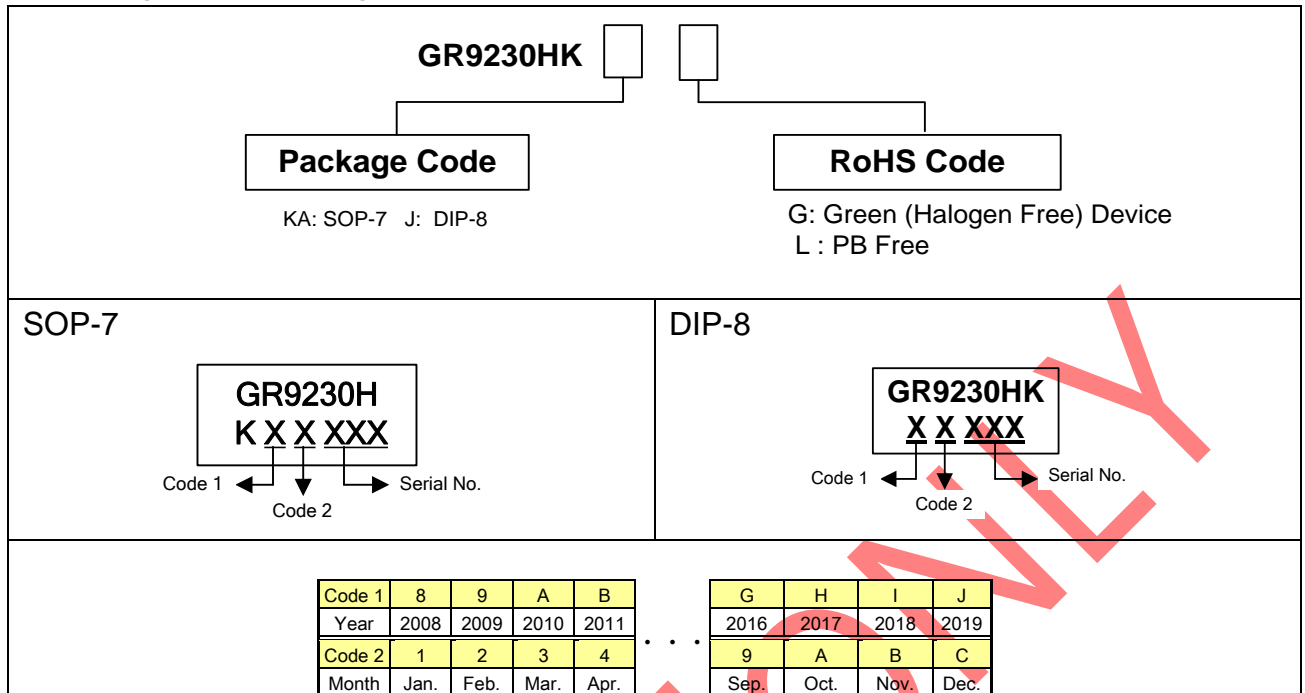 GR9230HK
Package Code
RoHS Code
KA: SOP-7 J: DIP-8
G: Green (Halogen Free) Device
L : PB Free
SOP-7
GR9230H
K X X XXX
Code 1
Serial No.
Code 2
DIP-8
GR9230HK
X X XXX
Code 1
Serial No.
Code 2
Code 1 8 9 A B G H I J
Year 2008 2009 2010 2011 . . . 2016 2017 2018 2019
Code 2 1 2 3 4 9 A B C
Month Jan. Feb. Mar. Apr. Sep. Oct. Nov. Dec.
ONLY